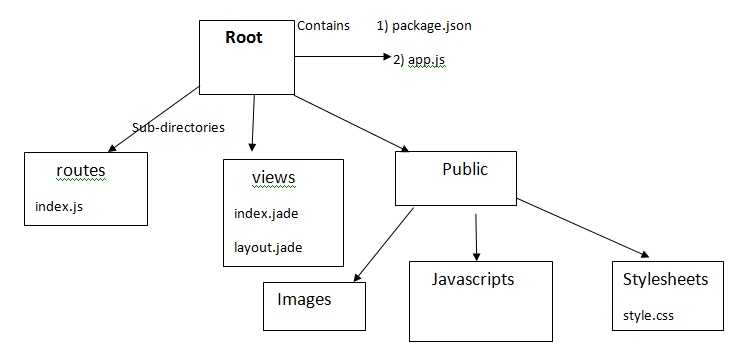 Contains 1) package.json
Root
2) app.js
Sub-directories
routes
index.js
views
index.jade
layout.jade
Public
Images
Javascripts
Stylesheets
style.css